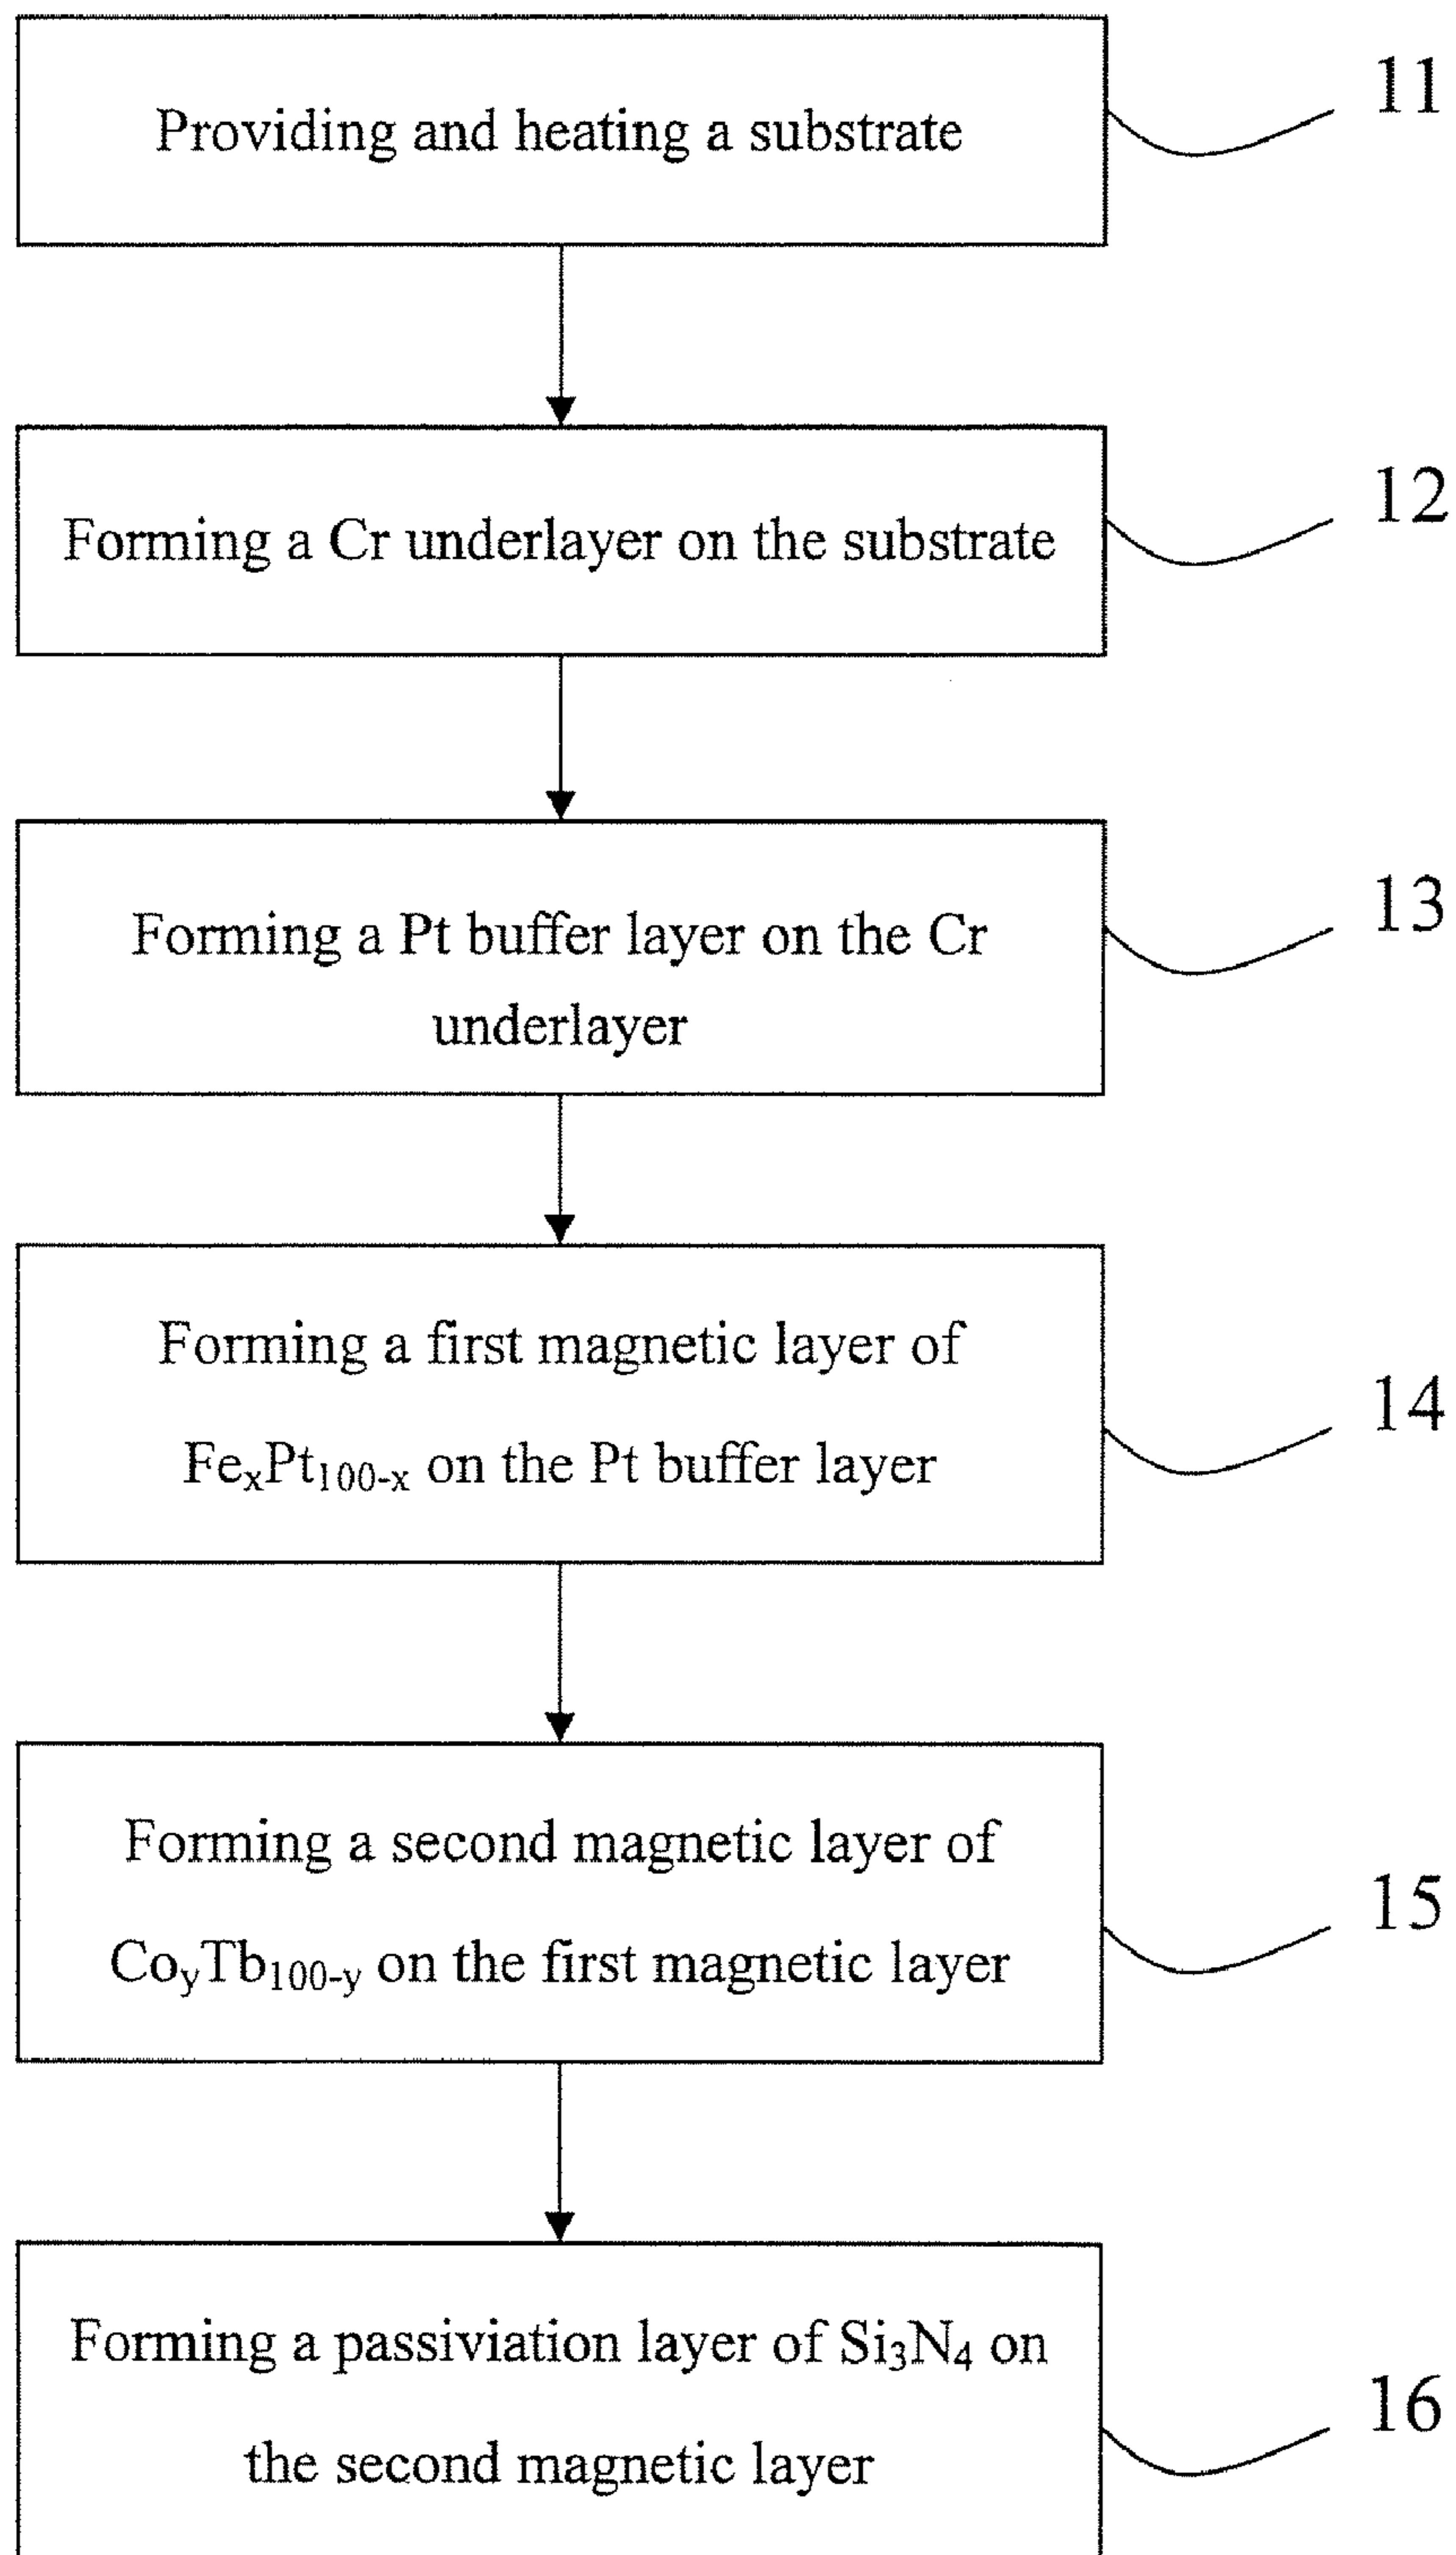 Providing and heating a substrate
11
Forming a Cr underlayer on the substrate
12
Forming a Pt buffer layer on the Cr
underlayer
13
Forming a first magnetic layer of
FeₓPt₁₀₀₋ₓ on the Pt buffer layer
14
Forming a second magnetic layer of
CoyTb100-y on the first magnetic layer
15
Forming a passiviation layer of Si₃N₄ on
the second magnetic layer
16